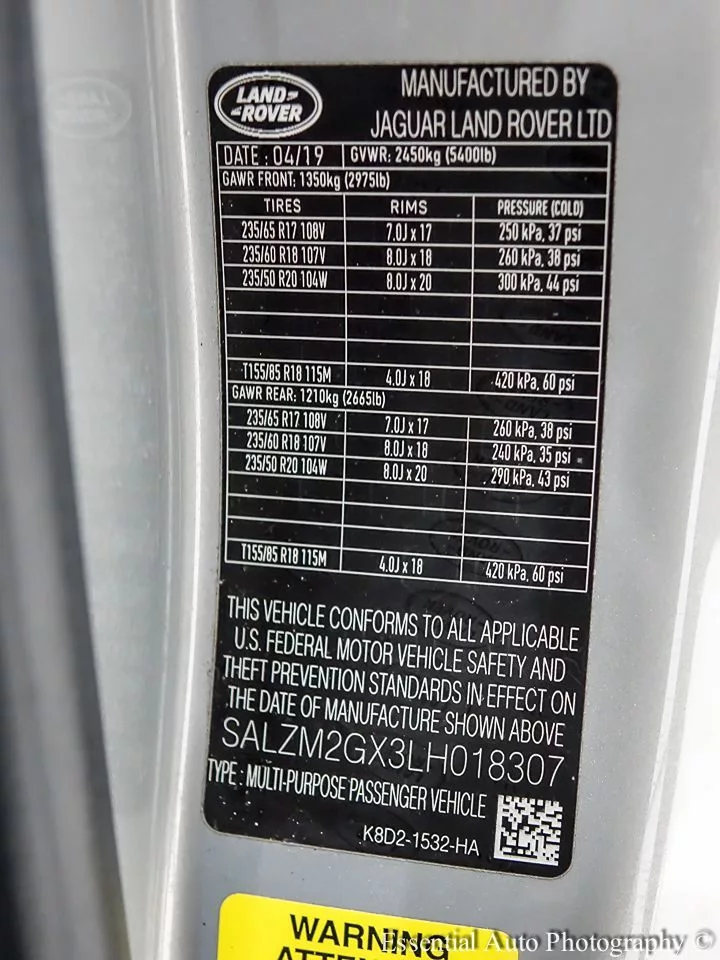 LAND
ROVER
MANUFACTURED BY
JAGUAR LAND ROVER LTD
DATE : 04/19 GVWR: 2450kg (5400lb)
GAWR FRONT: 1350kg (2975lb)
TIRES RIMS PRESSURE (COLD)
235/65 R17 108V 7.0J x 17 250 kPa, 37 psi
235/60 R18 107V 8.0J x 18 260 kPa, 38 psi
235/50 R20 104W 8.0J x 20 300 kPa, 44 psi
T155/85 R18 115M 4.0J x 18 420 kPa, 60 psi
GAWR REAR: 1210kg (2665lb)
235/65 R17 108V 7.0J x 17 260 kPa, 38 psi
235/60 R18 107V 8.0J x 18 240 kPa, 35 psi
235/50 R20 104W 8.0J x 20 290 kPa, 43 psi
T155/85 R18 115M 4.0J x 18 420 kPa, 60 psi
THIS VEHICLE CONFORMS TO ALL APPLICABLE
U.S. FEDERAL MOTOR VEHICLE SAFETY AND
THEFT PREVENTION STANDARDS IN EFFECT ON
THE DATE OF MANUFACTURE SHOWN ABOVE
SALZM2GX3LH018307
TYPE : MULTI-PURPOSE PASSENGER VEHICLE
K8D2-1532-HA
WARNING
Essential Auto Photography ©